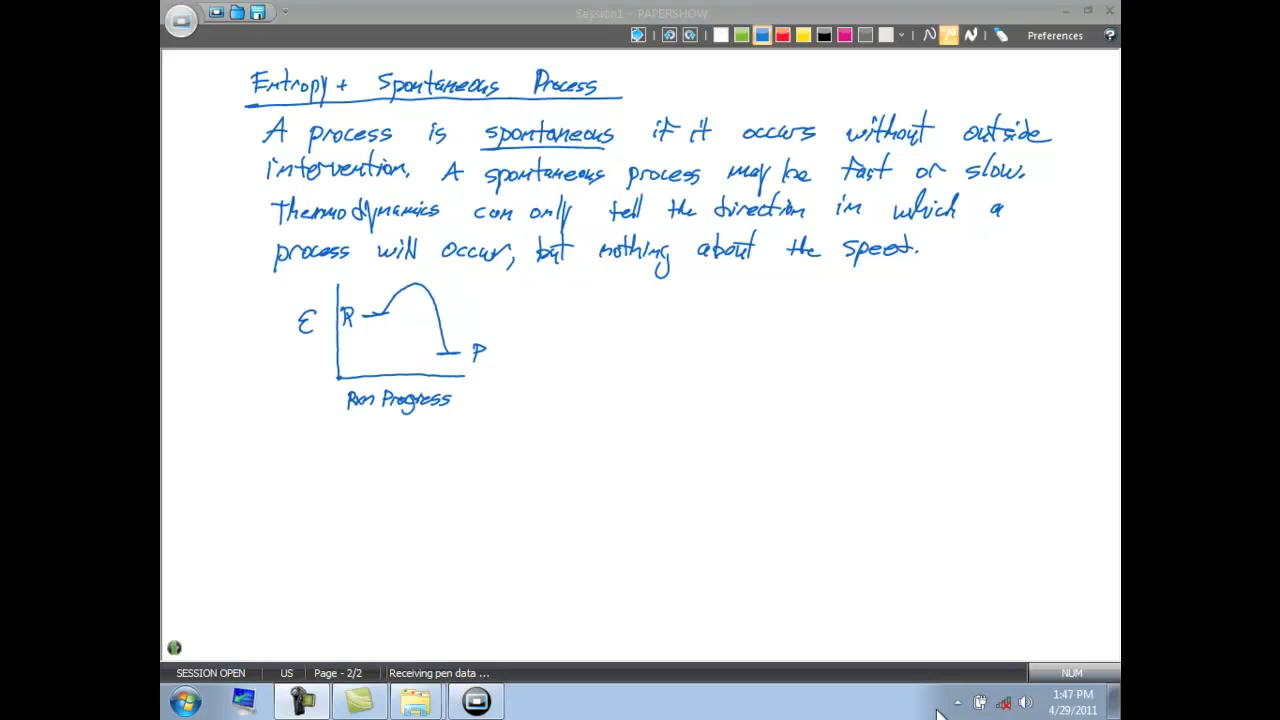 Session1 - PAPERSHOW
Preferences
Entropy + Spontaneous Process
A process is spontaneous if it occurs without outside
intervention. A spontaneous process may be fast or slow.
Thermodynamics can only tell the direction in which a
process will occur, but nothing about the speed.
E
R
P
Rxn Progress
SESSION OPEN US Page - 2/2 Receiving pen data ... NUM
1:47 PM
4/29/2011